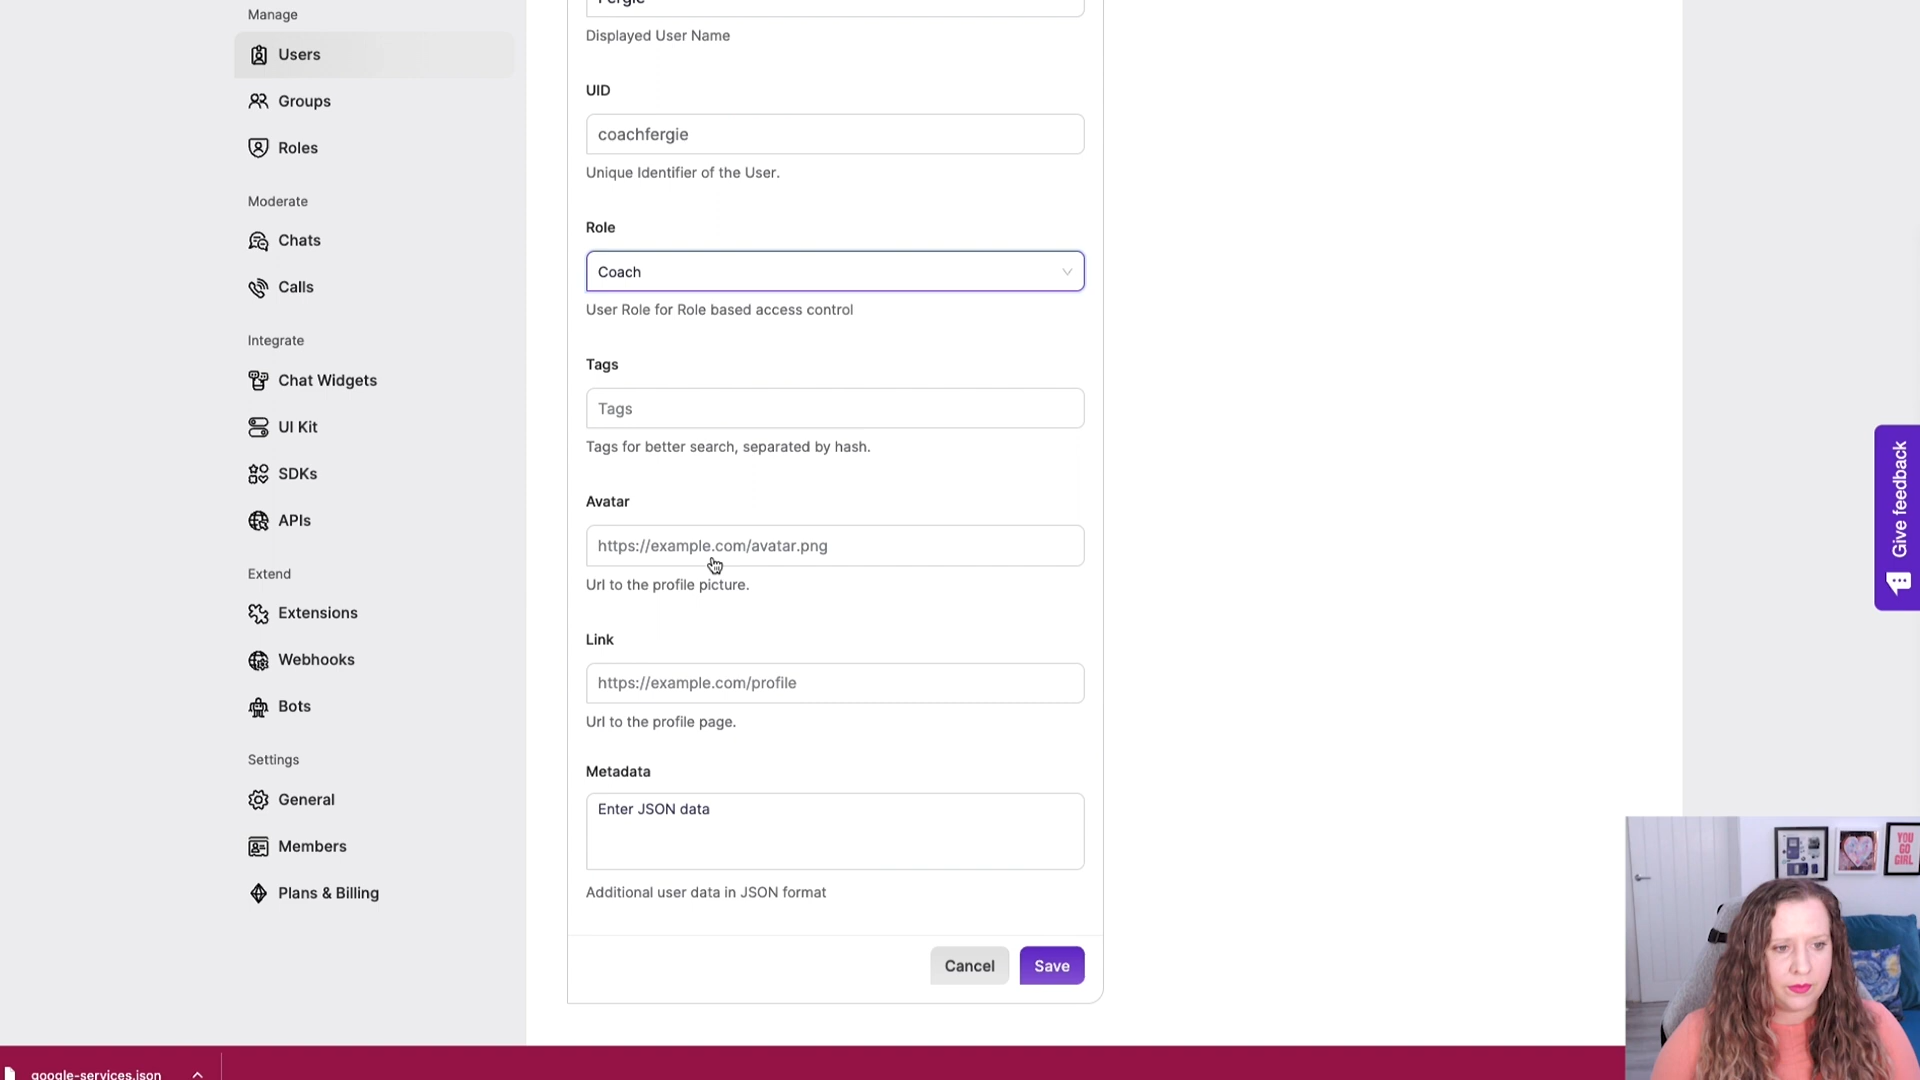 Manage
Users
Groups
Roles
Moderate
Chats
Calls
Integrate
Chat Widgets
UI Kit
SDKs
APIs
Extend
Extensions
Webhooks
Bots
Settings
General
Members
Plans & Billing
Fergie
Displayed User Name
UID
coachfergie
Unique Identifier of the User.
Role
Coach
User Role for Role based access control
Tags
Tags
Tags for better search, separated by hash.
Avatar
https://example.com/avatar.png
Url to the profile picture.
Link
https://example.com/profile
Url to the profile page.
Metadata
Enter JSON data
Additional user data in JSON format
Cancel
Save
Give feedback
YOU
GO
GIRL
google-services.json